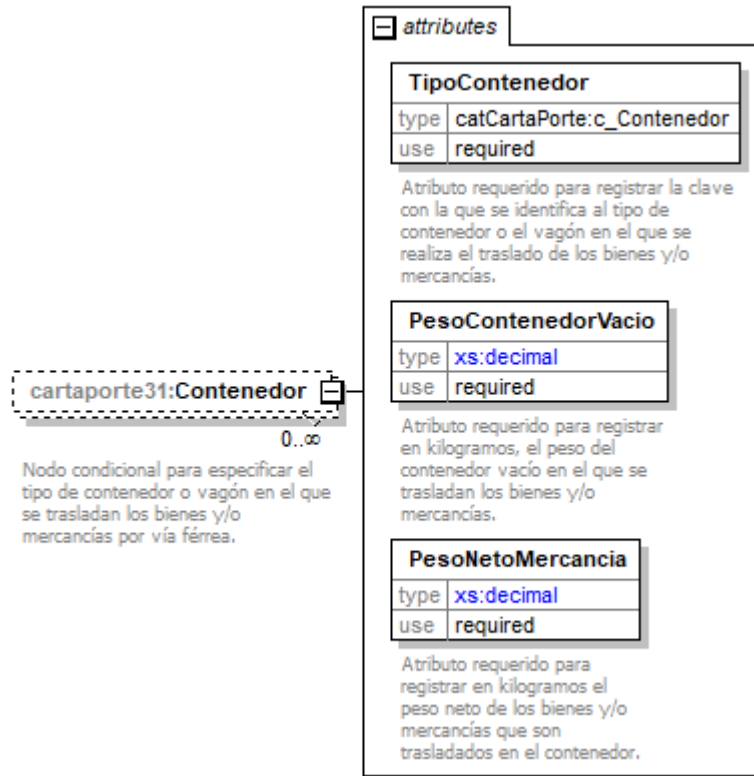 attributes
TipoContenedor
type catCartaPorte:c_Contenedor
use required
Atributo requerido para registrar la clave
con la que se identifica al tipo de
contenedor o el vagón en el que se
realiza el traslado de los bienes y/o
mercancías.
PesoContenedorVacio
type xs:decimal
use required
Atributo requerido para registrar
en kilogramos, el peso del
contenedor vacío en el que se
trasladan los bienes y/o
mercancías.
cartaporte31:Contenedor
0..∞
Nodo condicional para especificar el
tipo de contenedor o vagón en el que
se trasladan los bienes y/o
mercancías por vía férrea.
PesoNetoMercancia
type xs:decimal
use required
Atributo requerido para
registrar en kilogramos el
peso neto de los bienes y/o
mercancías que son
trasladados en el contenedor.